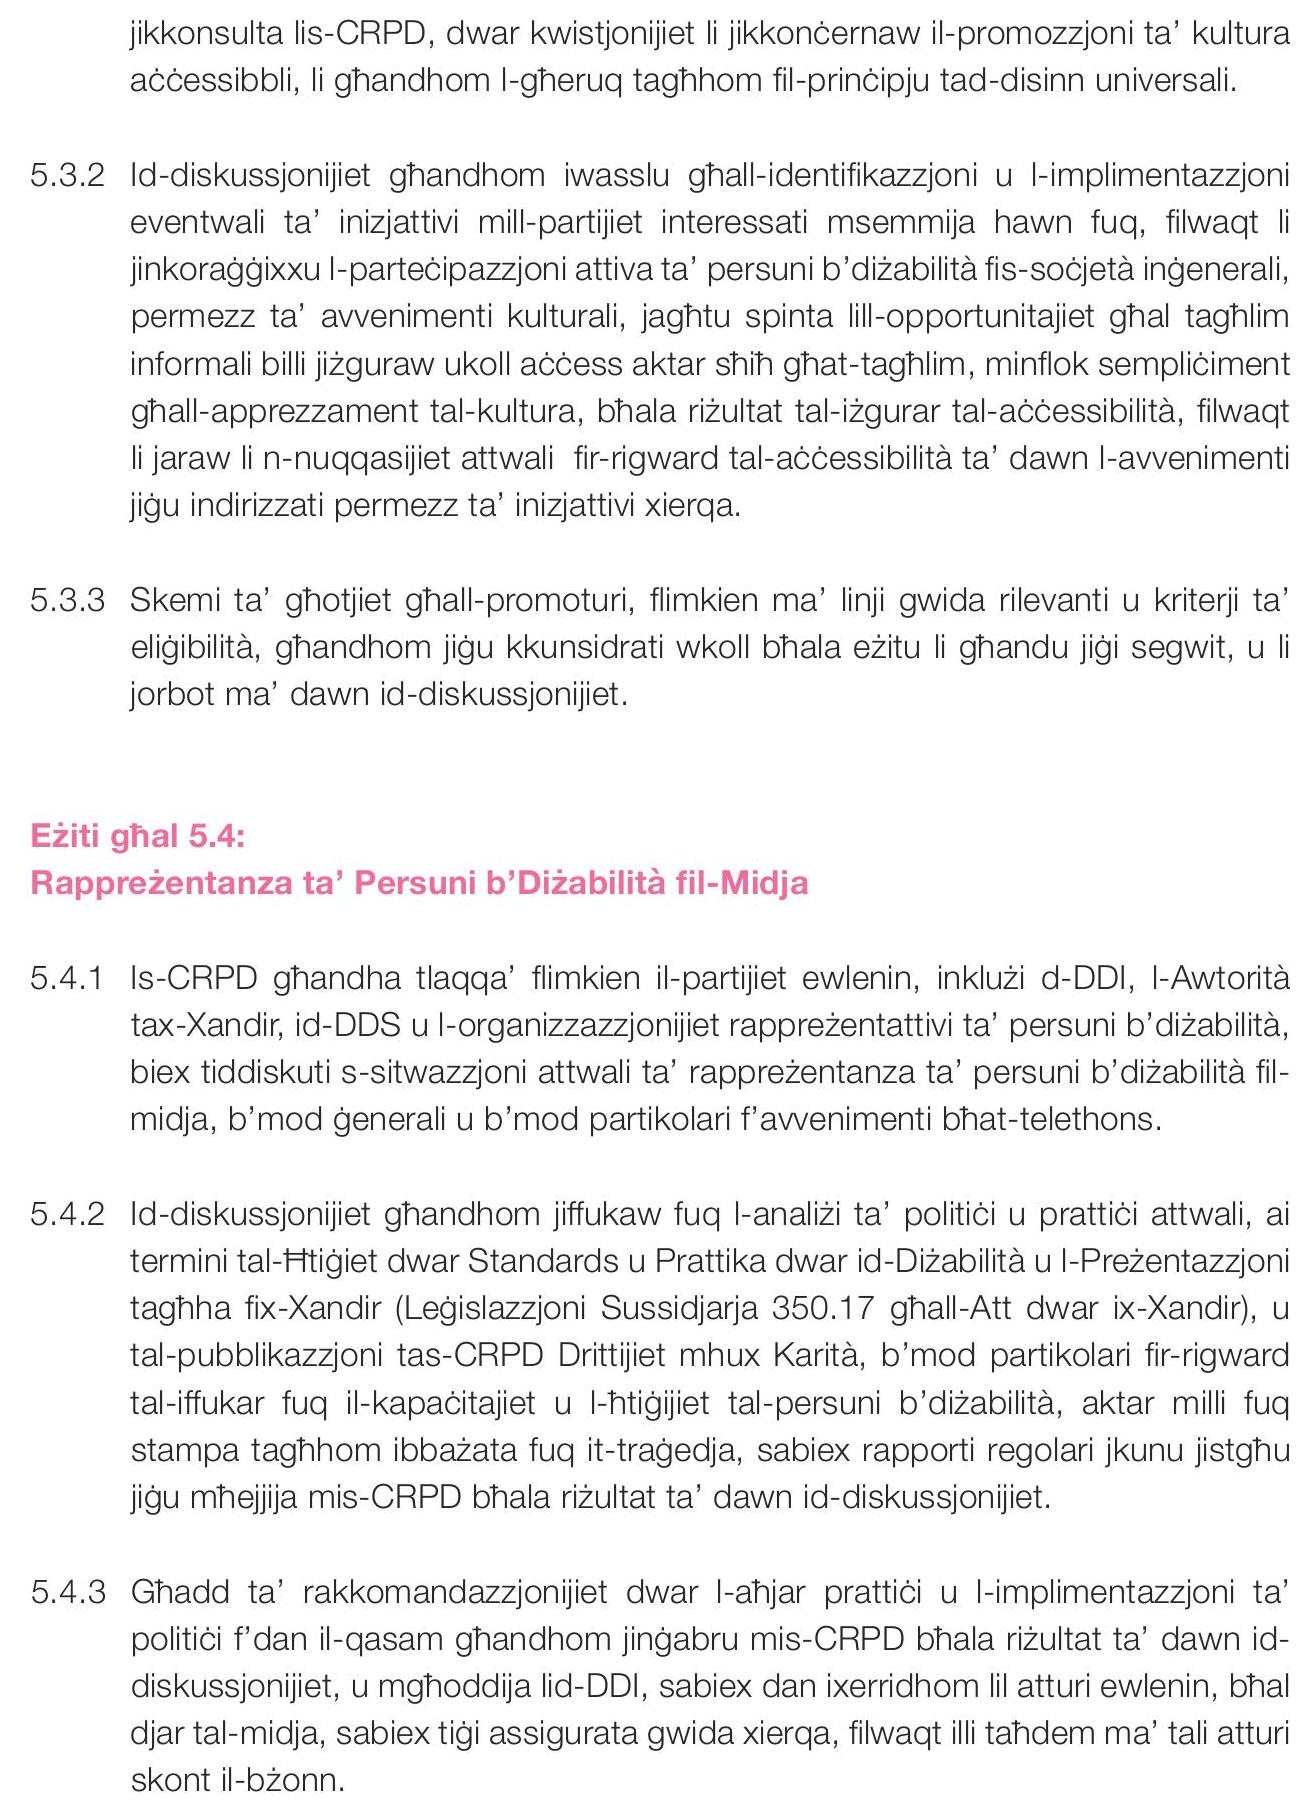 jikkonsulta lis-CRPD, dwar kwistjonijiet li jikkonċernaw il-promozzjoni ta’ kultura
aċċessibbli, li għandhom l-għeruq tagħhom fil-prinċipju tad-disinn universali.
5.3.2 Id-diskussjonijiet għandhom iwasslu għall-identifikazzjoni u l-implimentazzjoni
eventwali ta’ inizjattivi mill-partijiet interessati msemmija hawn fuq, filwaqt li
jinkoraġġixxu l-parteċipazzjoni attiva ta’ persuni b’diżabilità fis-soċjetà inġenerali,
permezz ta’ avvenimenti kulturali, jagħtu spinta lill-opportunitajiet għal tagħlim
informali billi jiżguraw ukoll aċċess aktar sħiħ għat-tagħlim, minflok sempliċiment
għall-apprezzament tal-kultura, bħala riżultat tal-iżgurar tal-aċċessibilità, filwaqt
li jaraw li n-nuqqasijiet attwali fir-rigward tal-aċċessibilità ta’ dawn l-avvenimenti
jiġu indirizzati permezz ta’ inizjattivi xierqa.
5.3.3 Skemi ta’ għotjiet għall-promoturi, flimkien ma’ linji gwida rilevanti u kriterji ta’
eliġibilità, għandhom jiġu kkunsidrati wkoll bħala eżitu li għandu jiġi segwit, u li
jorbot ma’ dawn id-diskussjonijiet.
Eżiti għal 5.4:
Rappreżentanza ta’ Persuni b’Diżabilità fil-Midja
5.4.1 Is-CRPD għandha tlaqqa’ flimkien il-partijiet ewlenin, inklużi d-DDI, l-Awtorità
tax-Xandir, id-DDS u l-organizzazzjonijiet rappreżentattivi ta’ persuni b’diżabilità,
biex tiddiskuti s-sitwazzjoni attwali ta’ rappreżentanza ta’ persuni b’diżabilità fil-
midja, b’mod ġenerali u b’mod partikolari f’avvenimenti bħat-telethons.
5.4.2 Id-diskussjonijiet għandhom jiffukaw fuq l-analiżi ta’ politiċi u prattiċi attwali, ai
termini tal-Ħtiġiet dwar Standards u Prattika dwar id-Diżabilità u l-Preżentazzjoni
tagħha fix-Xandir (Leġislazzjoni Sussidjarja 350.17 għall-Att dwar ix-Xandir), u
tal-pubblikazzjoni tas-CRPD Drittijiet mhux Karità, b’mod partikolari fir-rigward
tal-iffukar fuq il-kapaċitajiet u l-ħtiġijiet tal-persuni b’diżabilità, aktar milli fuq
stampa tagħhom ibbażata fuq it-traġedja, sabiex rapporti regolari jkunu jistgħu
jiġu mħejjija mis-CRPD bħala riżultat ta’ dawn id-diskussjonijiet.
5.4.3 Għadd ta’ rakkomandazzjonijiet dwar l-aħjar prattiċi u l-implimentazzjoni ta’
politiċi f’dan il-qasam għandhom jinġabru mis-CRPD bħala riżultat ta’ dawn id-
diskussjonijiet, u mgħoddija lid-DDI, sabiex dan ixerridhom lil atturi ewlenin, bħal
djar tal-midja, sabiex tiġi assigurata gwida xierqa, filwaqt illi taħdem ma’ tali atturi
skont il-bżonn.